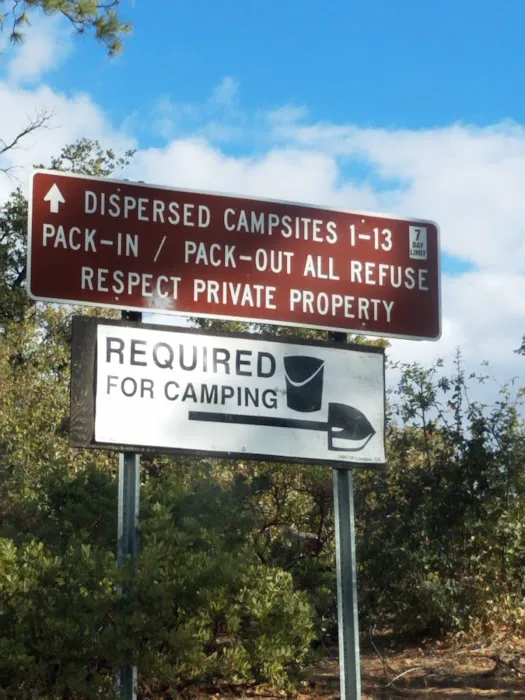 DISPERSED CAMPSITES 1-13
7
DAY
LIMIT
PACK-IN / PACK-OUT ALL REFUSE
RESPECT PRIVATE PROPERTY
REQUIRED
FOR CAMPING